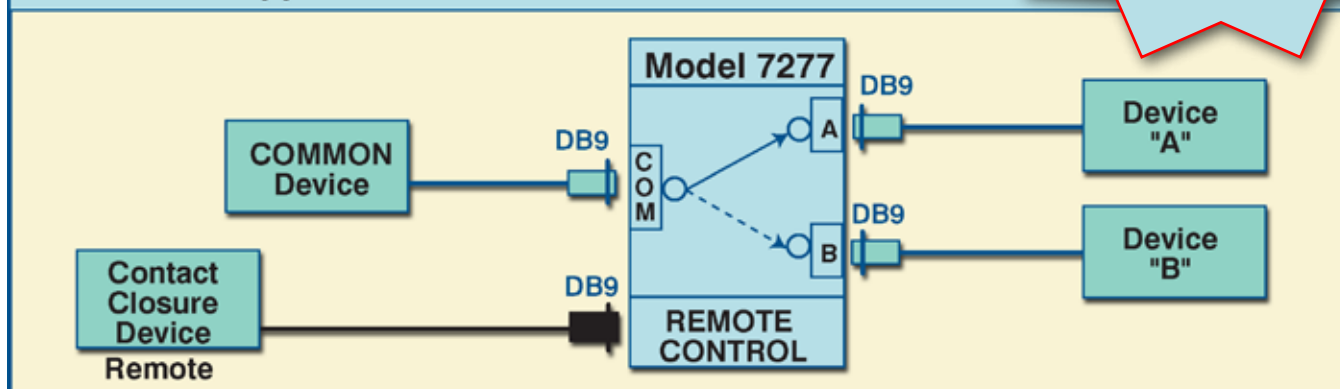 Model 7277
DB9
Device
"A"
A
DB9
COMMON
Device
C
O
M
DB9
B
Device
"B"
Contact
Closure
Device
Remote
DB9
REMOTE
CONTROL